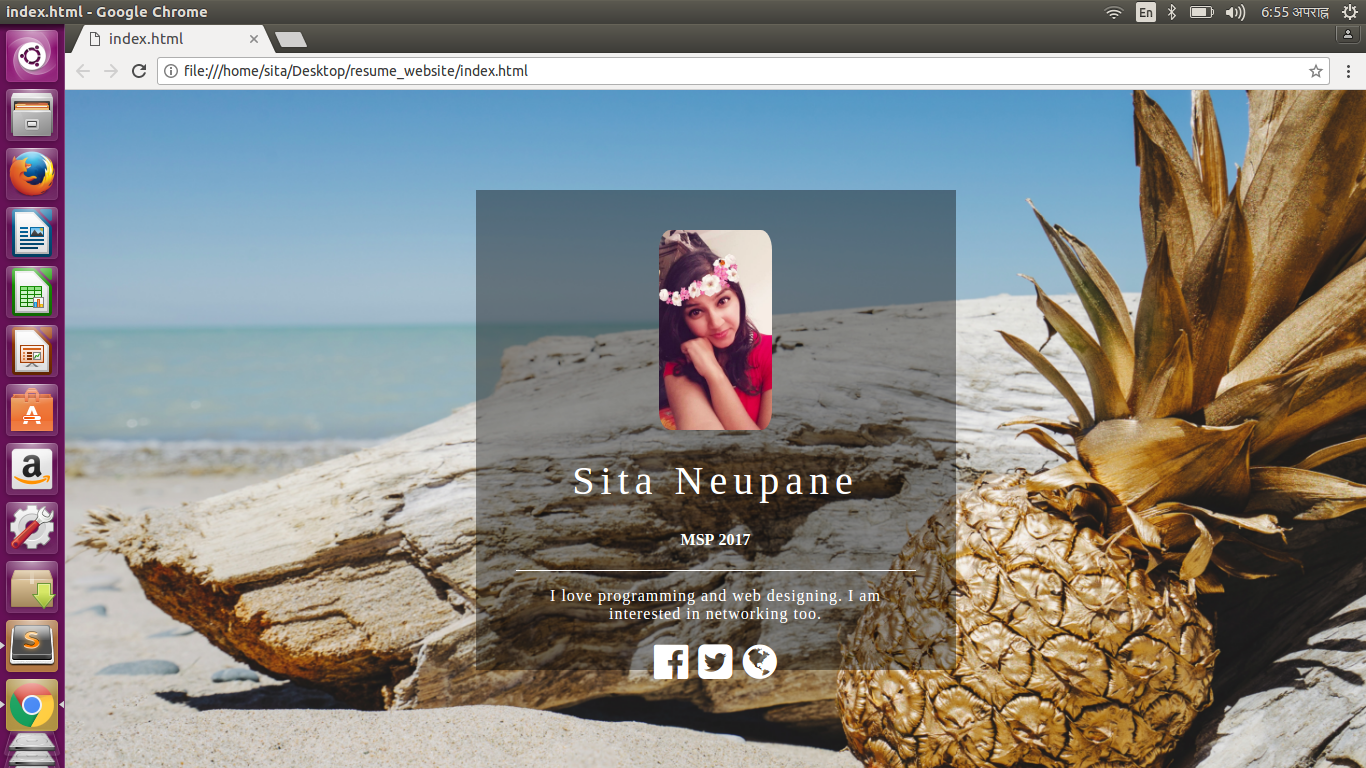 index.html - Google Chrome
En
6:55 अपराह्न
index.html
file:///home/sita/Desktop/resume_website/index.html
Sita Neupane
MSP 2017
I love programming and web designing. I am
interested in networking too.